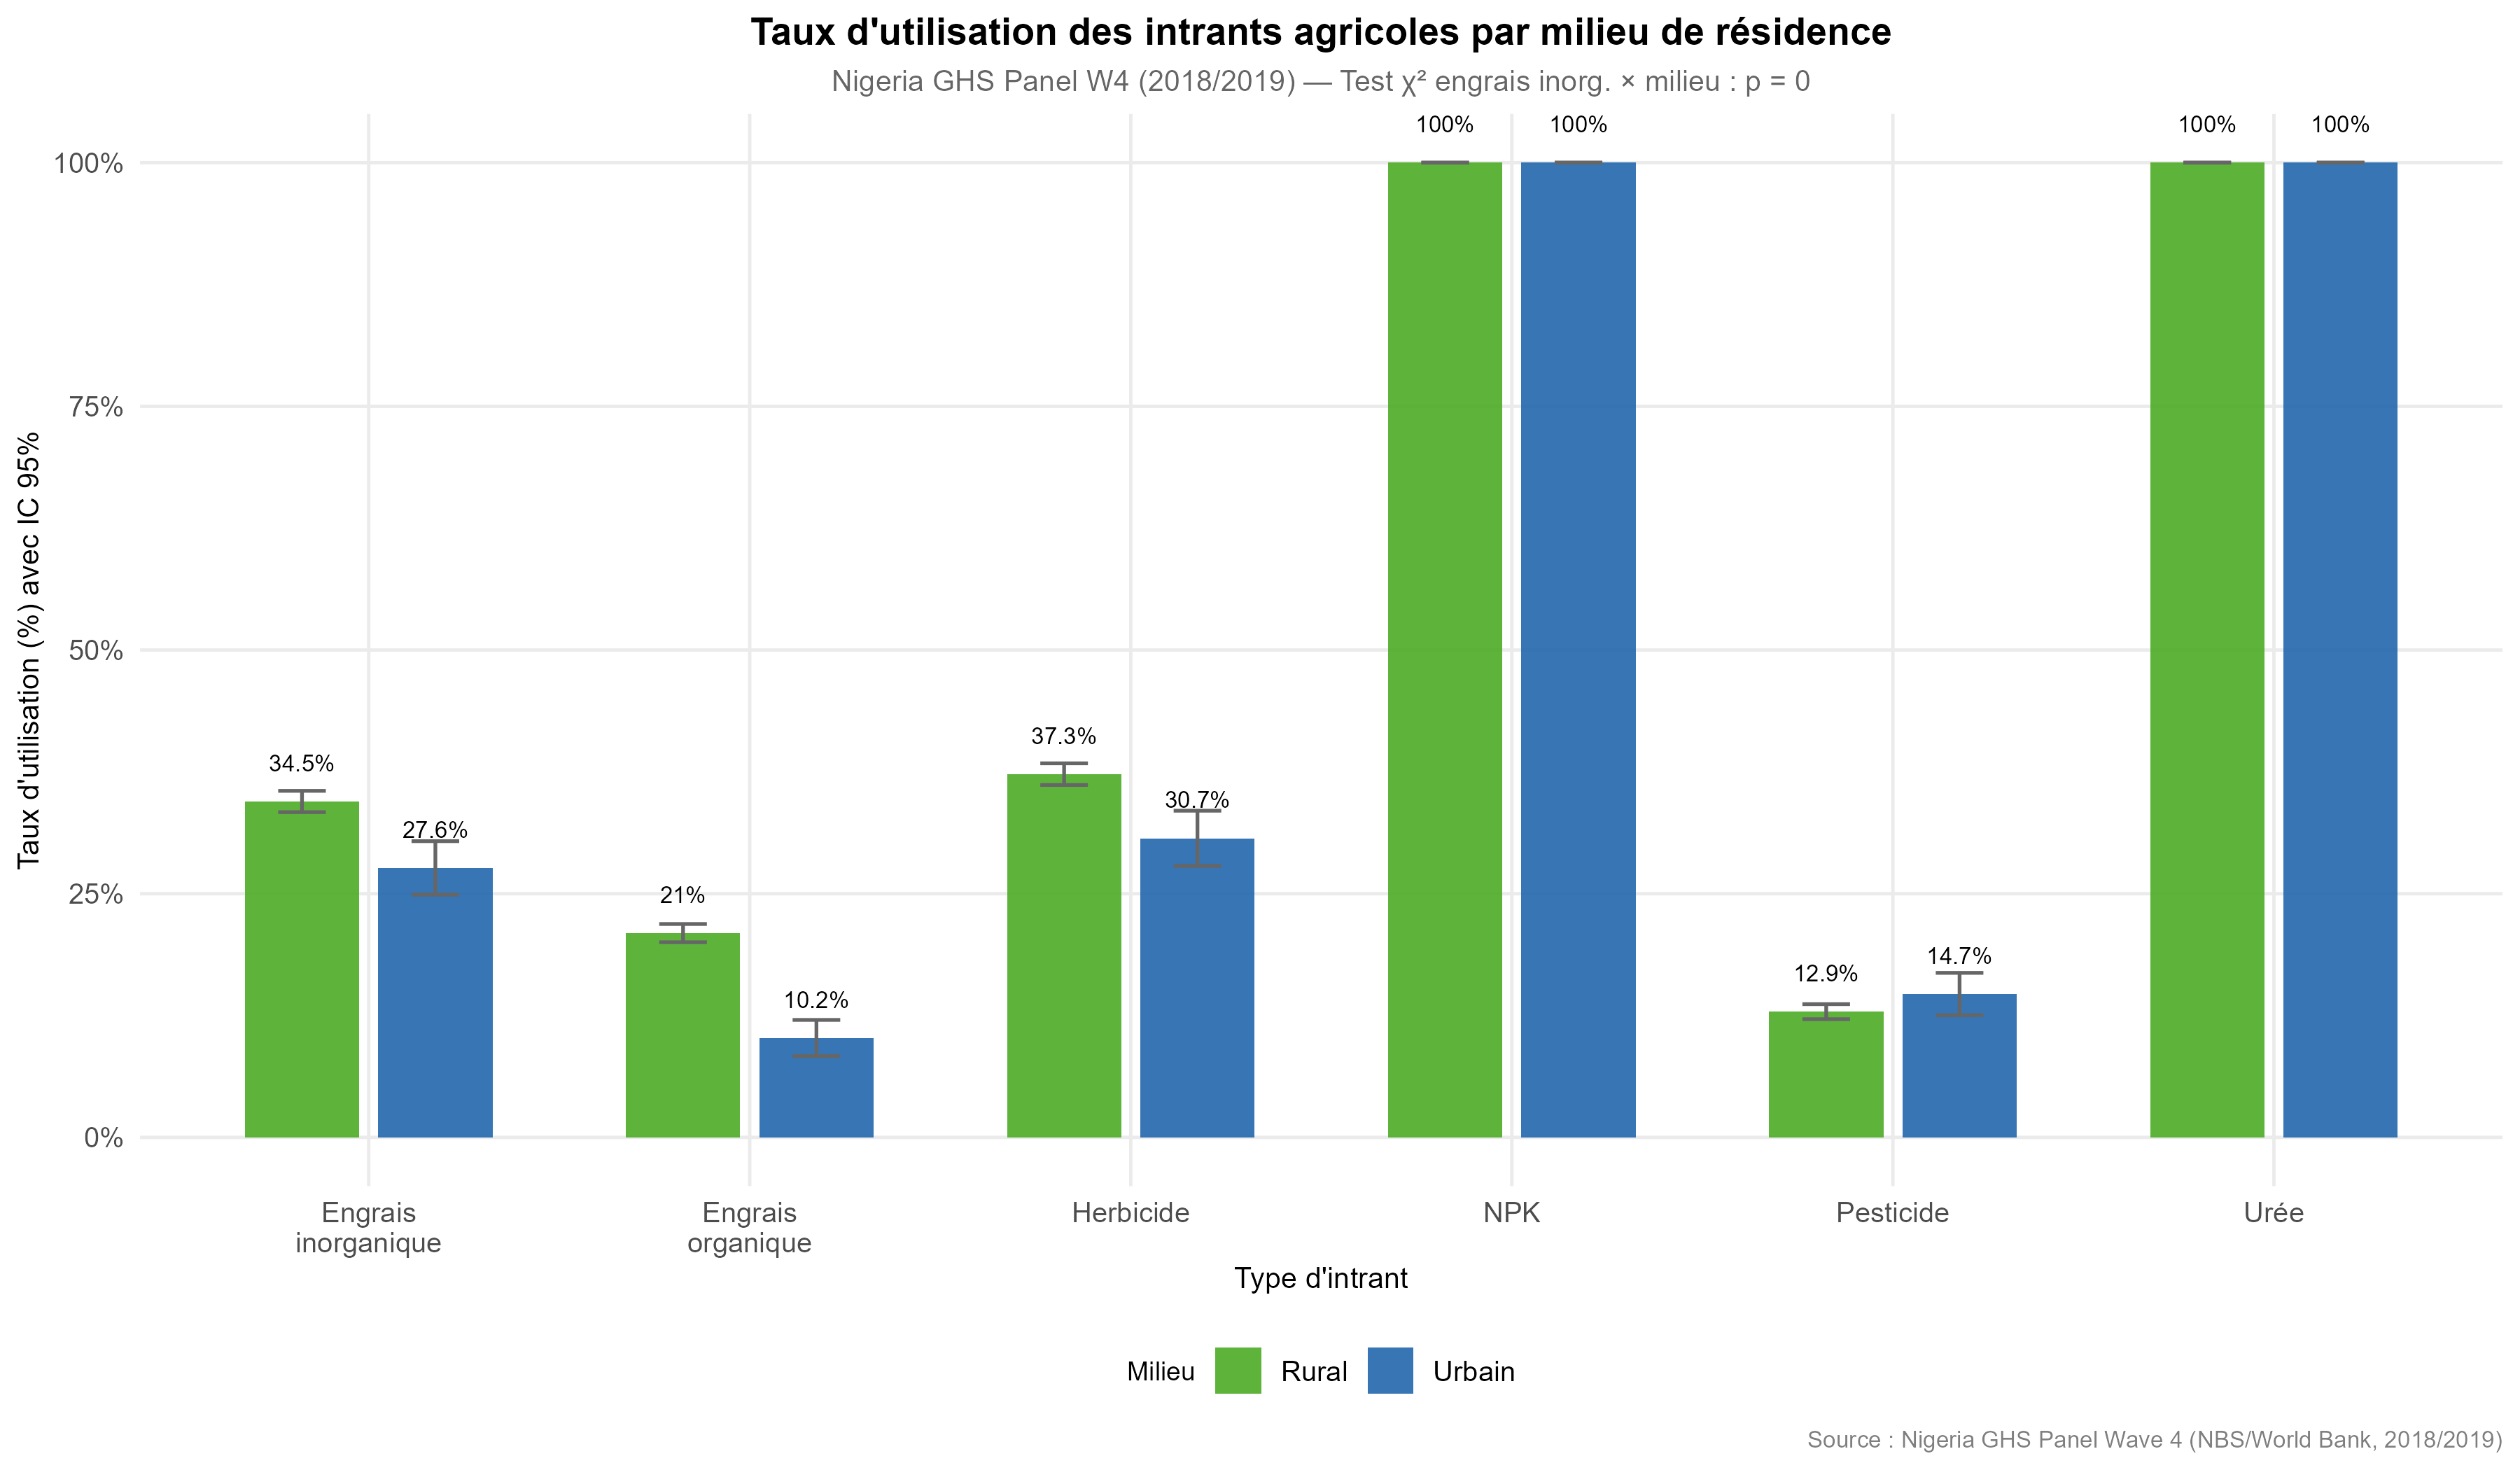 Taux d'utilisation des intrants agricoles par milieu de résidence
Nigeria GHS Panel W4 (2018/2019) — Test χ² engrais inorg. × milieu : p = 0
Taux d'utilisation (%) avec IC 95%
100%
75%
50%
25%
0%
34.5%
27.6%
21%
10.2%
37.3%
30.7%
100%
100%
12.9%
14.7%
100%
100%
Engrais
inorganique
Engrais
organique
Herbicide
NPK
Pesticide
Urée
Type d'intrant
Milieu
Rural
Urbain
Source : Nigeria GHS Panel Wave 4 (NBS/World Bank, 2018/2019)